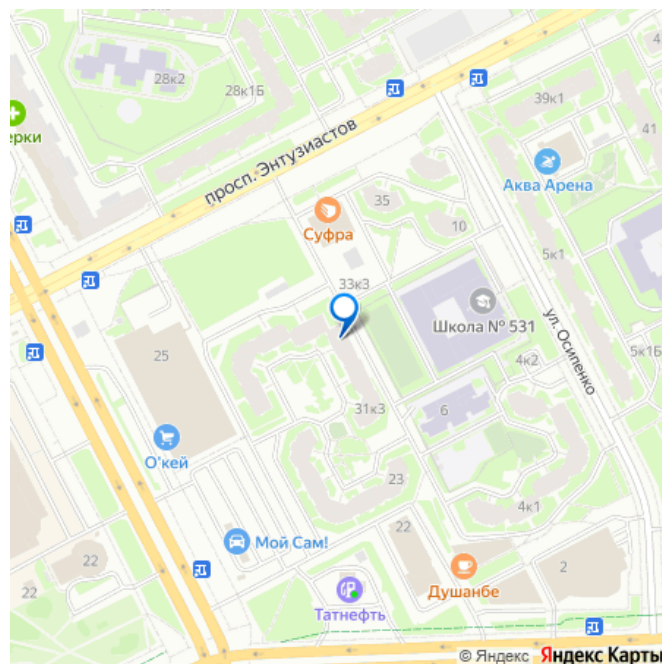 28к2
28к1Б
4
39к1
ерки
просп. Энтузиастов
Аква Арена
35
Суфра
10
5к1
33к3
Школа № 531
ул. Осипенко
25
4к2
5к1Б
31к3
6
О'кей
23
4к1
22
Мой Сам!
22
22
2
Душанбе
Татнефть
© Яндекс Яндекс Карты